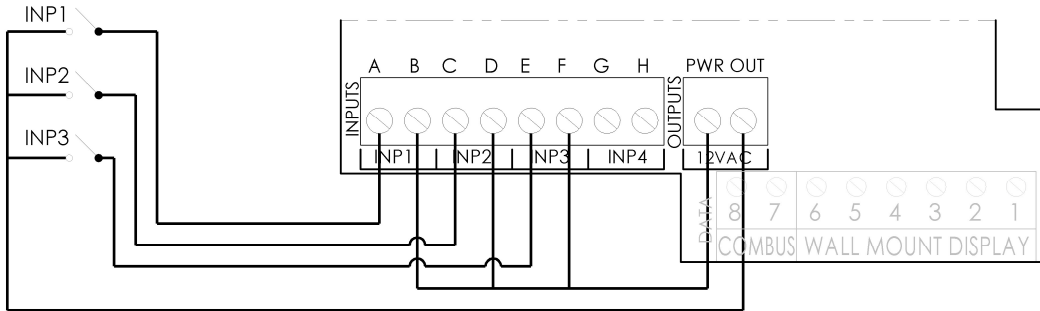 INP1
INP2
INP3
A B C D E F G H
INPUTS
INP1 INP2 INP3 INP4
PWR OUT
OUTPUTS
12VAC
DATA
8 7 6 5 4 3 2 1
COMBUS WALL MOUNT DISPLAY